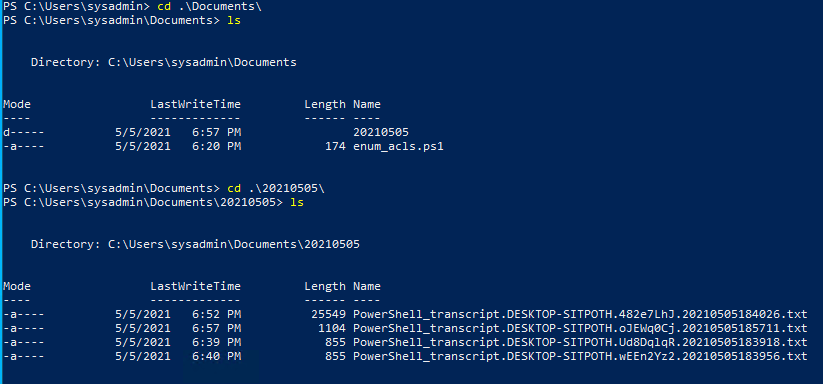 PS C:\Users\sysadmin> cd .\Documents\
PS C:\Users\sysadmin\Documents> ls
Directory: C:\Users\sysadmin\Documents
Mode LastWriteTime Length Name
---- ------------- ------ ----
d----- 5/5/2021 6:57 PM 20210505
-a---- 5/5/2021 6:20 PM 174 enum_acls.ps1
PS C:\Users\sysadmin\Documents> cd .\20210505\
PS C:\Users\sysadmin\Documents\20210505> ls
Directory: C:\Users\sysadmin\Documents\20210505
Mode LastWriteTime Length Name
---- ------------- ------ ----
-a---- 5/5/2021 6:52 PM 25549 PowerShell_transcript.DESKTOP-SITPOTH.482e7LhJ.20210505184026.txt
-a---- 5/5/2021 6:57 PM 1104 PowerShell_transcript.DESKTOP-SITPOTH.oJEWq0Cj.20210505185711.txt
-a---- 5/5/2021 6:39 PM 855 PowerShell_transcript.DESKTOP-SITPOTH.Ud8DqlqR.20210505183918.txt
-a---- 5/5/2021 6:40 PM 855 PowerShell_transcript.DESKTOP-SITPOTH.wEEn2Yz2.20210505183956.txt